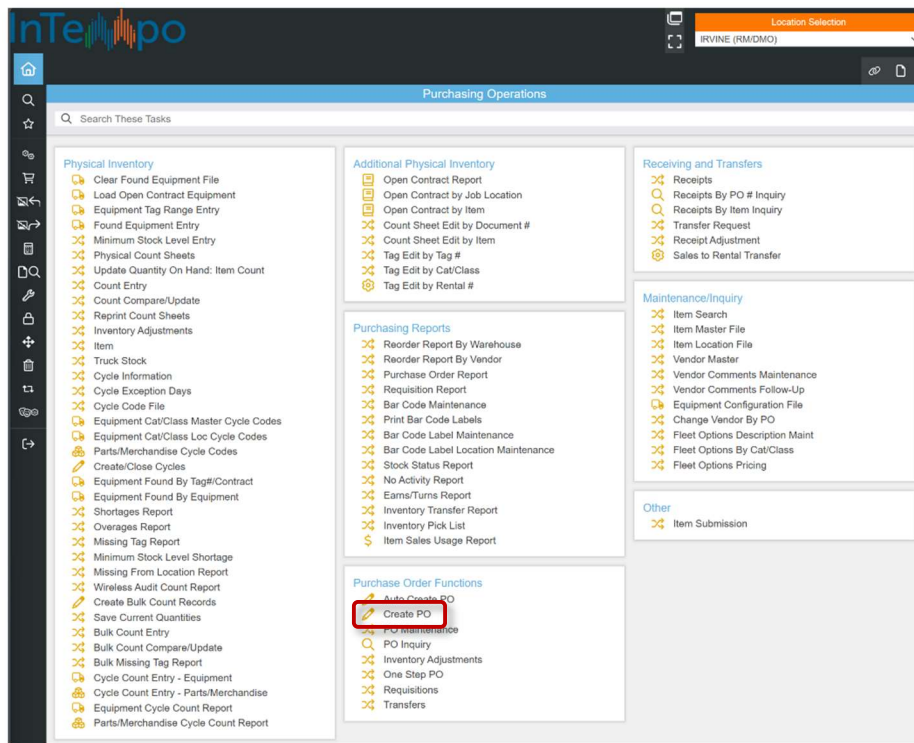 InTempo
Location Selection
IRVINE (RM/DMO)
Purchasing Operations
Search These Tasks
Physical Inventory
Clear Found Equipment File
Load Open Contract Equipment
Equipment Tag Range Entry
Found Equipment Entry
Minimum Stock Level Entry
Physical Count Sheets
Update Quantity On Hand: Item Count
Count Entry
Count Compare/Update
Reprint Count Sheets
Inventory Adjustments
Item
Truck Stock
Cycle Information
Cycle Exception Days
Cycle Code File
Equipment Cat/Class Master Cycle Codes
Equipment Cat/Class Loc Cycle Codes
Parts/Merchandise Cycle Codes
Create/Close Cycles
Equipment Found By Tag#/Contract
Equipment Found By Equipment
Shortages Report
Overages Report
Missing Tag Report
Minimum Stock Level Shortage
Missing From Location Report
Wireless Audit Count Report
Create Bulk Count Records
Save Current Quantities
Bulk Count Entry
Bulk Count Compare/Update
Bulk Missing Tag Report
Cycle Count Entry - Equipment
Cycle Count Entry - Parts/Merchandise
Equipment Cycle Count Report
Parts/Merchandise Cycle Count Report
Additional Physical Inventory
Open Contract Report
Open Contract by Job Location
Open Contract by Item
Count Sheet Edit by Document #
Count Sheet Edit by Item
Tag Edit by Tag #
Tag Edit by Cat/Class
Tag Edit by Rental #
Purchasing Reports
Reorder Report By Warehouse
Reorder Report By Vendor
Purchase Order Report
Requisition Report
Bar Code Maintenance
Print Bar Code Labels
Bar Code Label Maintenance
Bar Code Label Location Maintenance
Stock Status Report
No Activity Report
Earns/Turns Report
Inventory Transfer Report
Inventory Pick List
Item Sales Usage Report
Purchase Order Functions
Auto Create PO
Create PO
PO Maintenance
PO Inquiry
Inventory Adjustments
One Step PO
Requisitions
Transfers
Receiving and Transfers
Receipts
Receipts By PO # Inquiry
Receipts By Item Inquiry
Transfer Request
Receipt Adjustment
Sales to Rental Transfer
Maintenance/Inquiry
Item Search
Item Master File
Item Location File
Vendor Master
Vendor Comments Maintenance
Vendor Comments Follow-Up
Equipment Configuration File
Change Vendor By PO
Fleet Options Description Maint
Fleet Options By Cat/Class
Fleet Options Pricing
Other
Item Submission